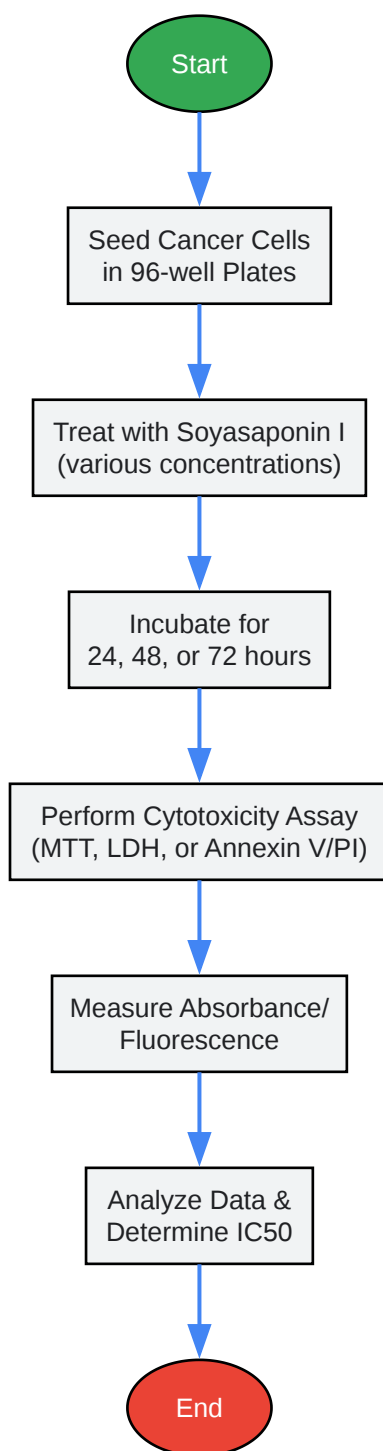 Start
Seed Cancer Cells
in 96-well Plates
Treat with Soyasaponin I
(various concentrations)
Incubate for
24, 48, or 72 hours
Perform Cytotoxicity Assay
(MTT, LDH, or Annexin V/PI)
Measure Absorbance/
Fluorescence
Analyze Data &
Determine IC50
End